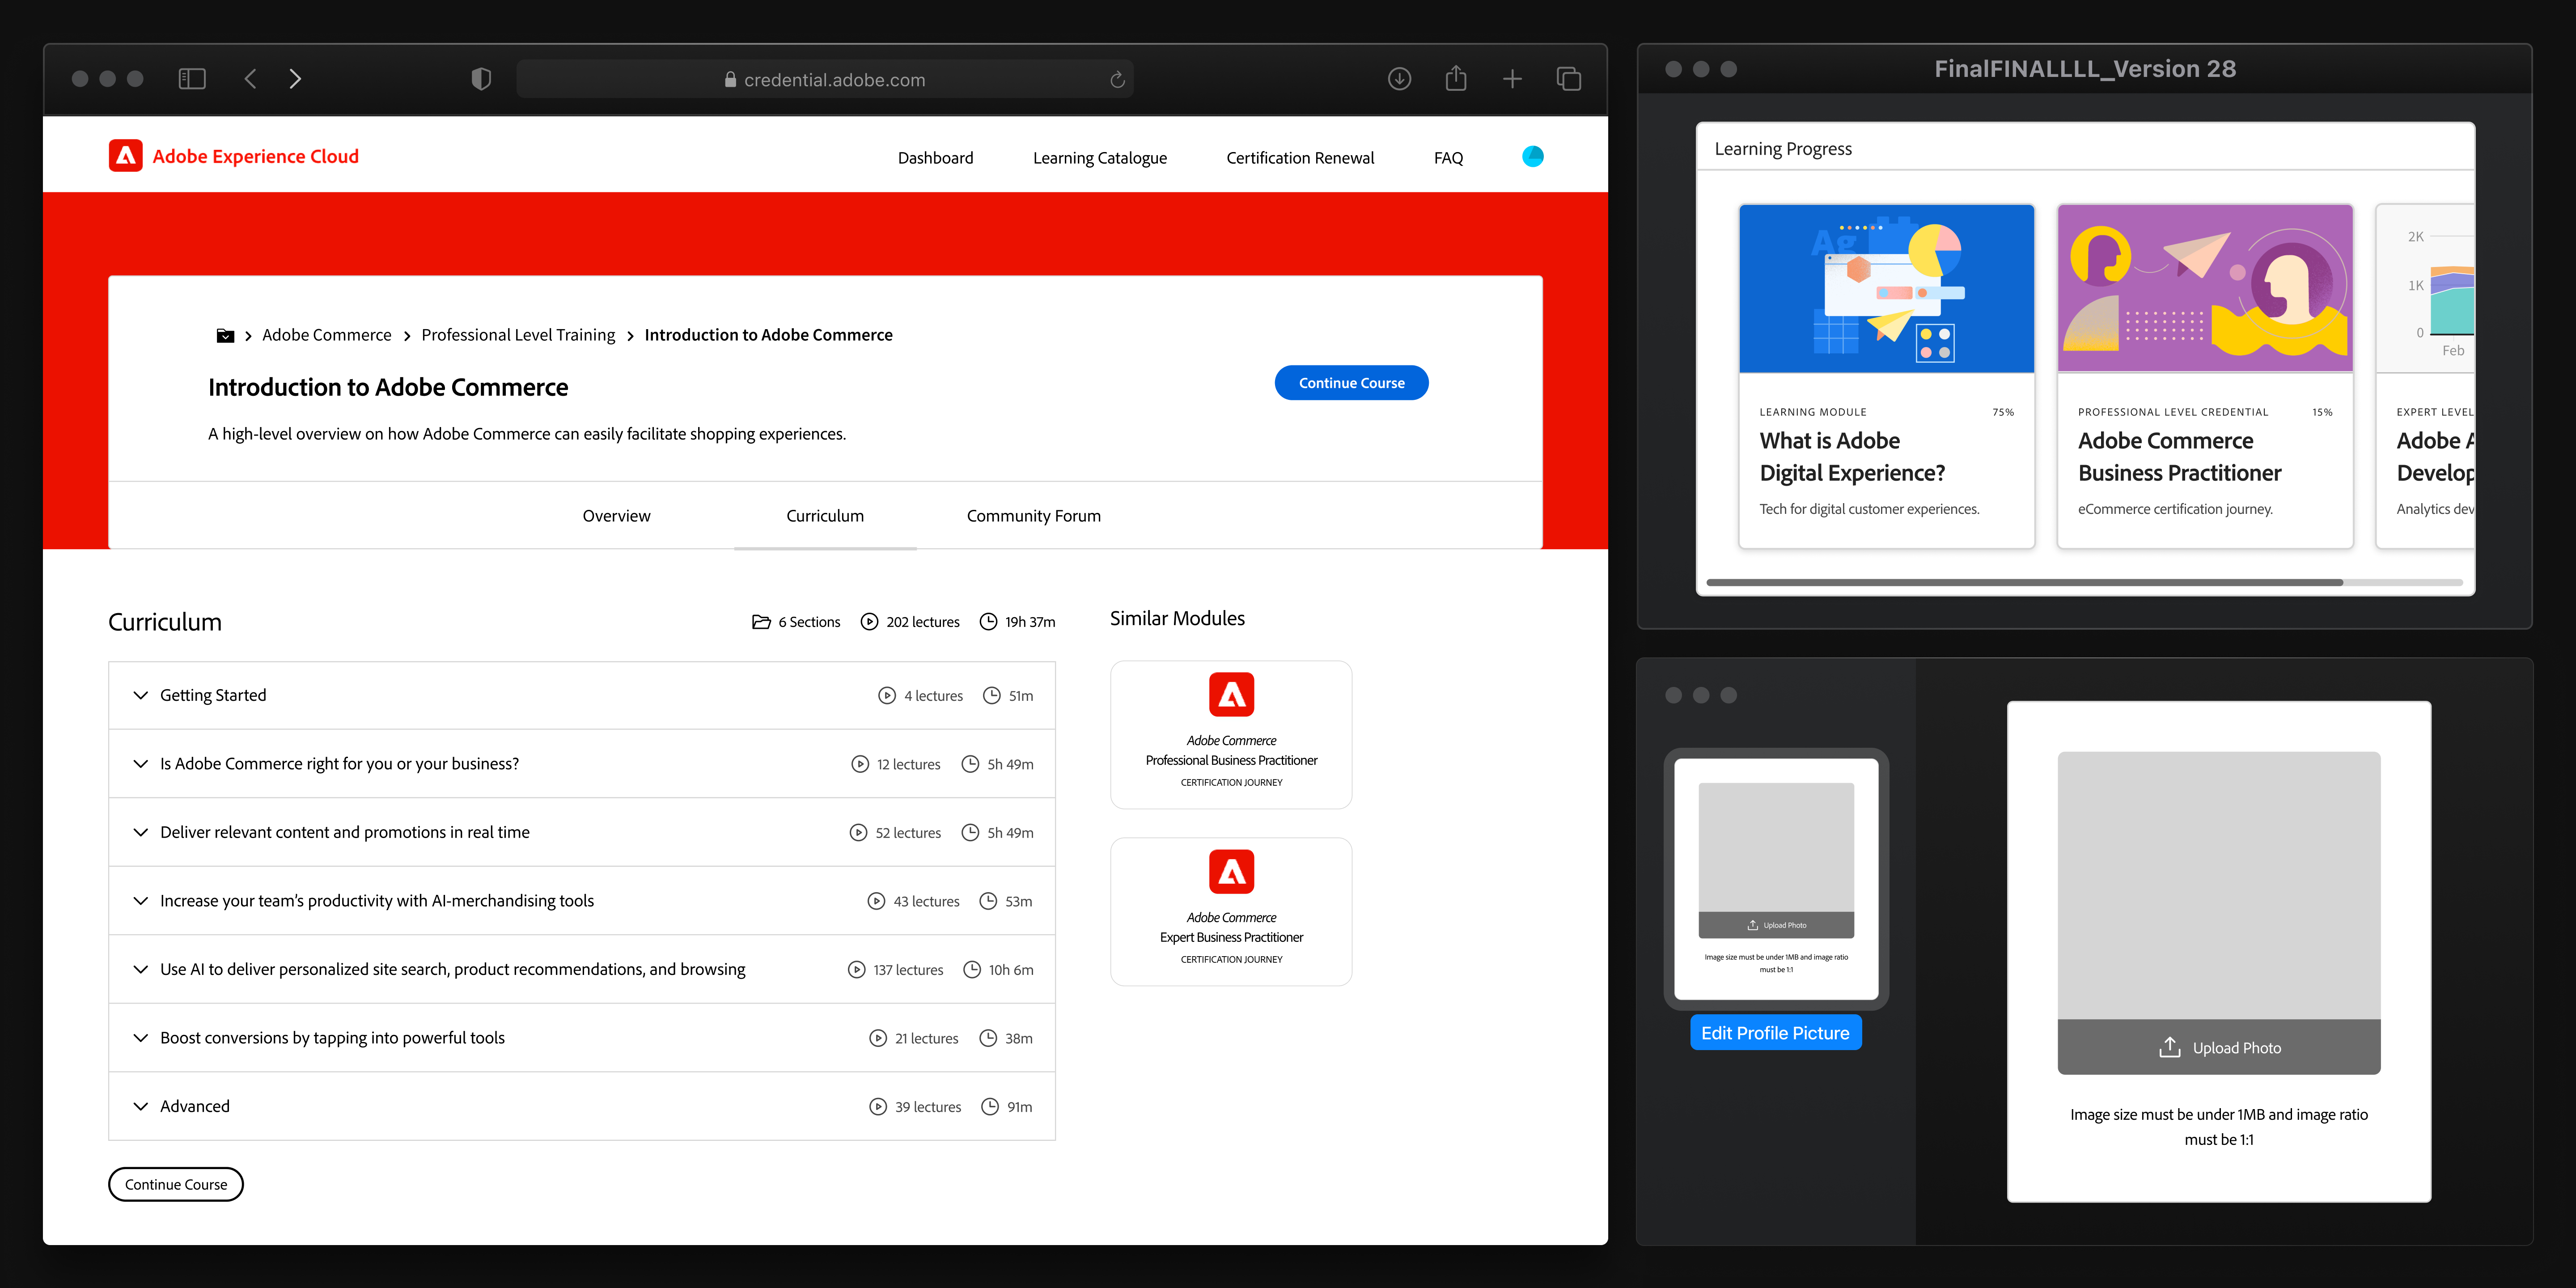 credential.adobe.com
Adobe Experience Cloud
Dashboard
Learning Catalogue
Certification Renewal
FAQ
Adobe Commerce
Professional Level Training
Introduction to Adobe Commerce
Introduction to Adobe Commerce
Continue Course
A high-level overview on how Adobe Commerce can easily facilitate shopping experiences.
Overview
Curriculum
Community Forum
Curriculum
6 Sections
202 lectures
19h 37m
Getting Started
4 lectures
51m
Is Adobe Commerce right for you or your business?
12 lectures
5h 49m
Deliver relevant content and promotions in real time
52 lectures
5h 49m
Increase your team's productivity with AI-merchandising tools
43 lectures
53m
Use AI to deliver personalized site search, product recommendations, and browsing
137 lectures
10h 6m
Boost conversions by tapping into powerful tools
21 lectures
38m
Advanced
39 lectures
91m
Continue Course
Similar Modules
Adobe Commerce
Professional Business Practitioner
CERTIFICATION JOURNEY
Adobe Commerce
Expert Business Practitioner
CERTIFICATION JOURNEY
FinalFINALLLL_Version 28
Learning Progress
Ag
LEARNING MODULE
75%
What is Adobe
Digital Experience?
Tech for digital customer experiences.
PROFESSIONAL LEVEL CREDENTIAL
15%
Adobe Commerce
Business Practitioner
eCommerce certification journey.
2K
1K
0
Feb
EXPERT LEVEL
Adobe A
Develop
Analytics dev
Upload Photo
Image size must be under 1MB and image ratio
must be 1:1
Edit Profile Picture
Upload Photo
Image size must be under 1MB and image ratio
must be 1:1